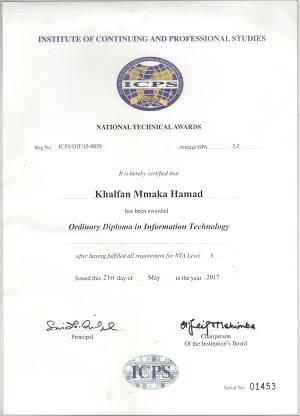 INSTITUTE OF CONTINUING AND PROFESSIONAL STUDIES
ICPS
NATIONAL TECHNICAL AWARDS
Reg No. ICPS/DIT/15-0059 Average GPA 3.2
It is hereby certified that
Khalfan Mmaka Hamad
has been awarded
Ordinary Diploma in Information Technology
after having fulfilled all requirement for NTA Level 6
Issued this 21st day of May in the year 2017
Principal
Chairperson
Of the Institution's Board
ICPS
Serial No. 01453